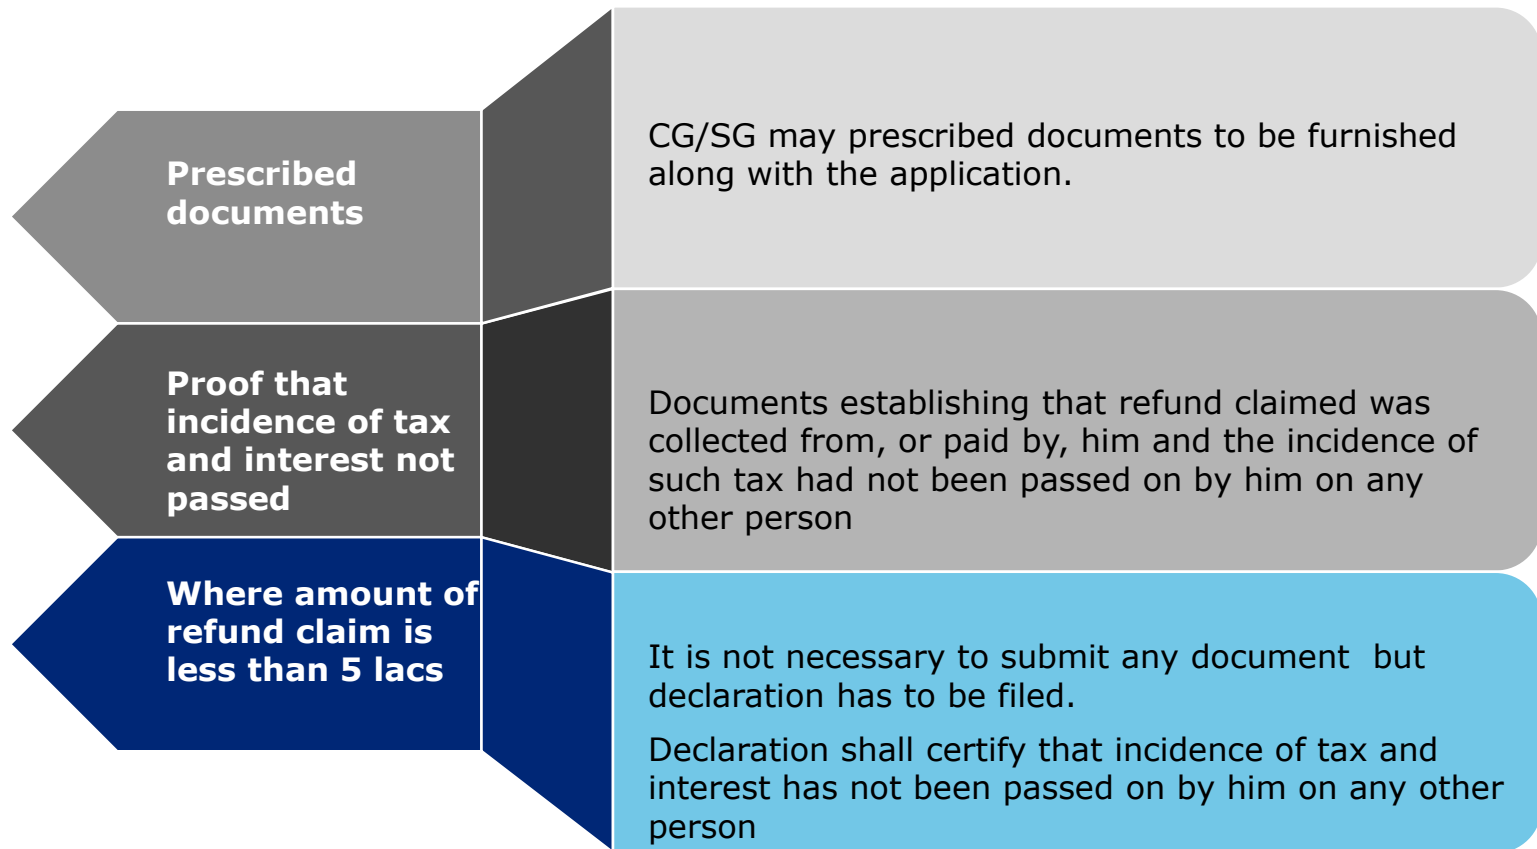 Prescribed
documents
CG/SG may prescribed documents to be furnished
along with the application.
Proof that
incidence of tax
and interest not
passed
Documents establishing that refund claimed was
collected from, or paid by, him and the incidence of
such tax had not been passed on by him on any
other person
Where amount of
refund claim is
less than 5 lacs
It is not necessary to submit any document  but
declaration has to be filed.
Declaration shall certify that incidence of tax and
interest has not been passed on by him on any other
person